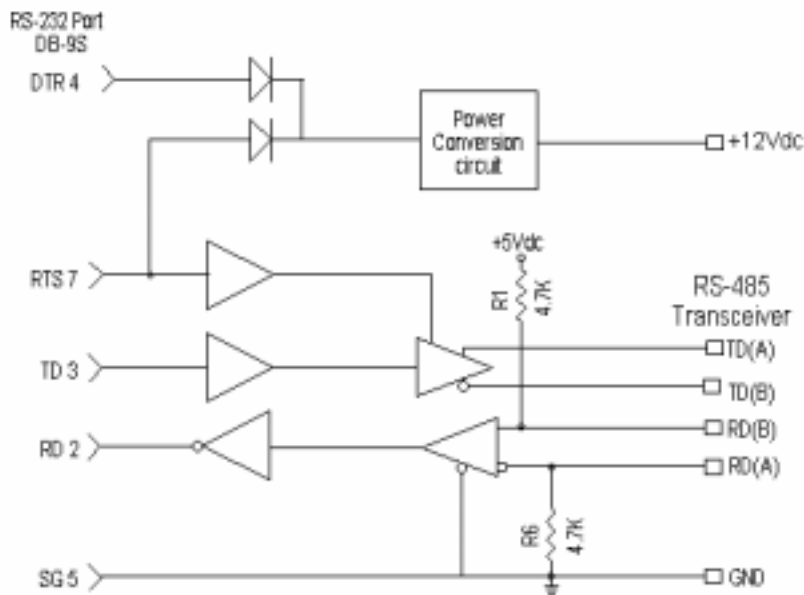 RS-232 Port
DB-9S
DTR 4
Power
Conversion
circuit
+12Vdc
RTS 7
+5Vdc
R1
4.7K
RS-485
Transceiver
TD 3
TD(A)
TD(B)
RD 2
RD(B)
RD(A)
R6
4.7K
SG 5
GND